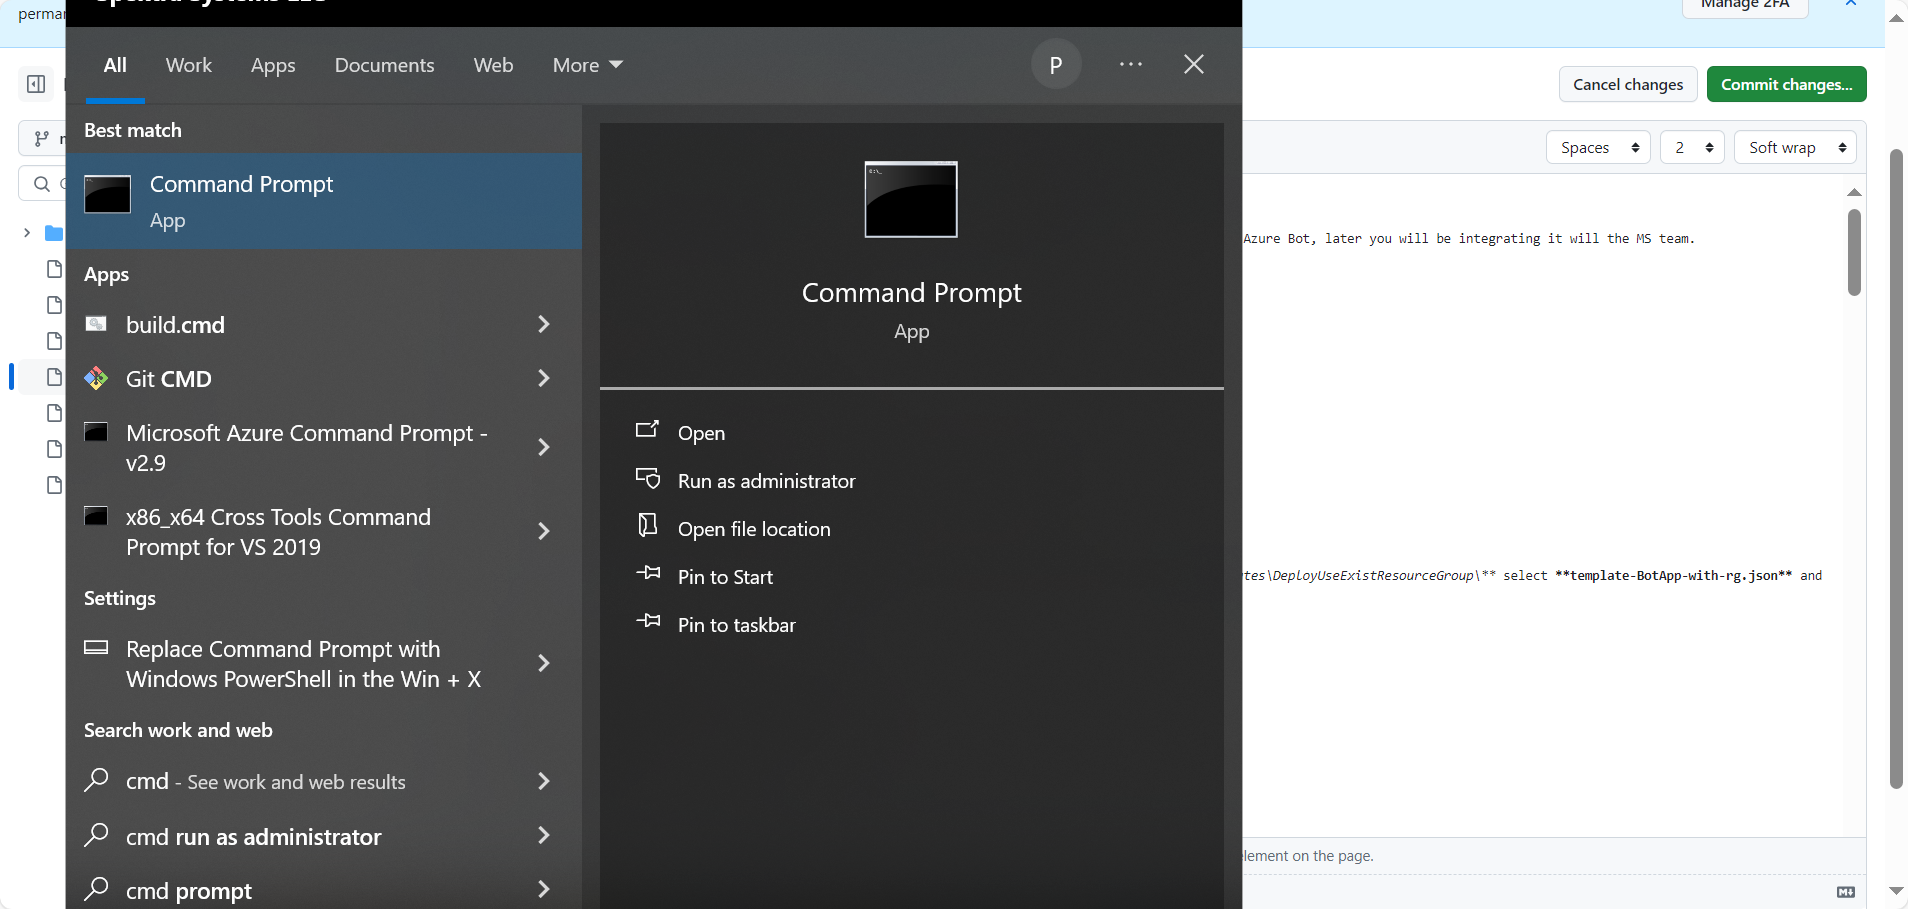 Manage 2FA
All Work Apps Documents Web More P
Cancel changes Commit changes...
Best match
Command Prompt
App
Apps
build.cmd
Git CMD
Microsoft Azure Command Prompt -
v2.9
x86_x64 Cross Tools Command
Prompt for VS 2019
Settings
Replace Command Prompt with
Windows PowerShell in the Win + X
Search work and web
cmd - See work and web results
cmd run as administrator
cmd prompt
Command Prompt
App
Open
Run as administrator
Open file location
Pin to Start
Pin to taskbar
Spaces 2 Soft wrap
Azure Bot, later you will be integrating it will the MS team.
\DeployUseExistResourceGroup\** select **template-BotApp-with-rg.json** and
on the page.